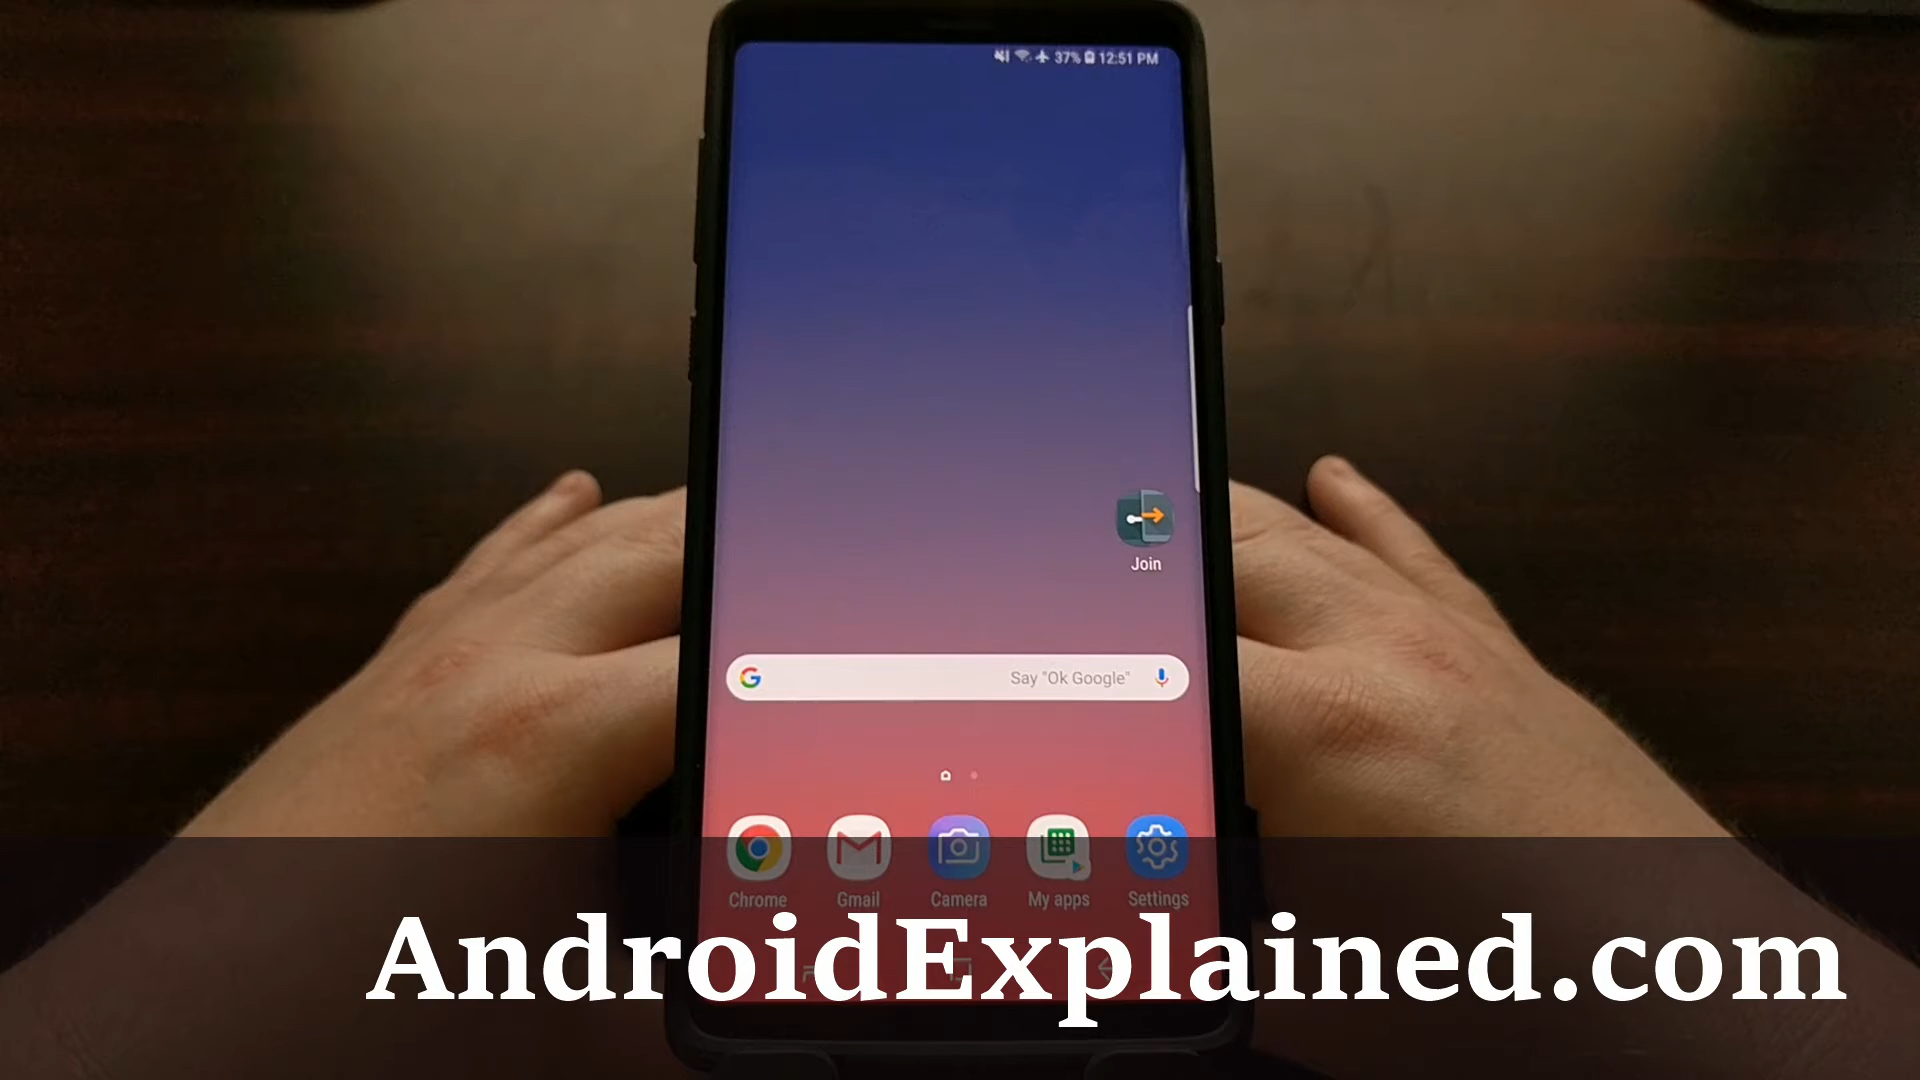 37% 12:51 PM
Join
G Say "Ok Google"
Chrome Gmail Camera My apps Settings
AndroidExplained.com